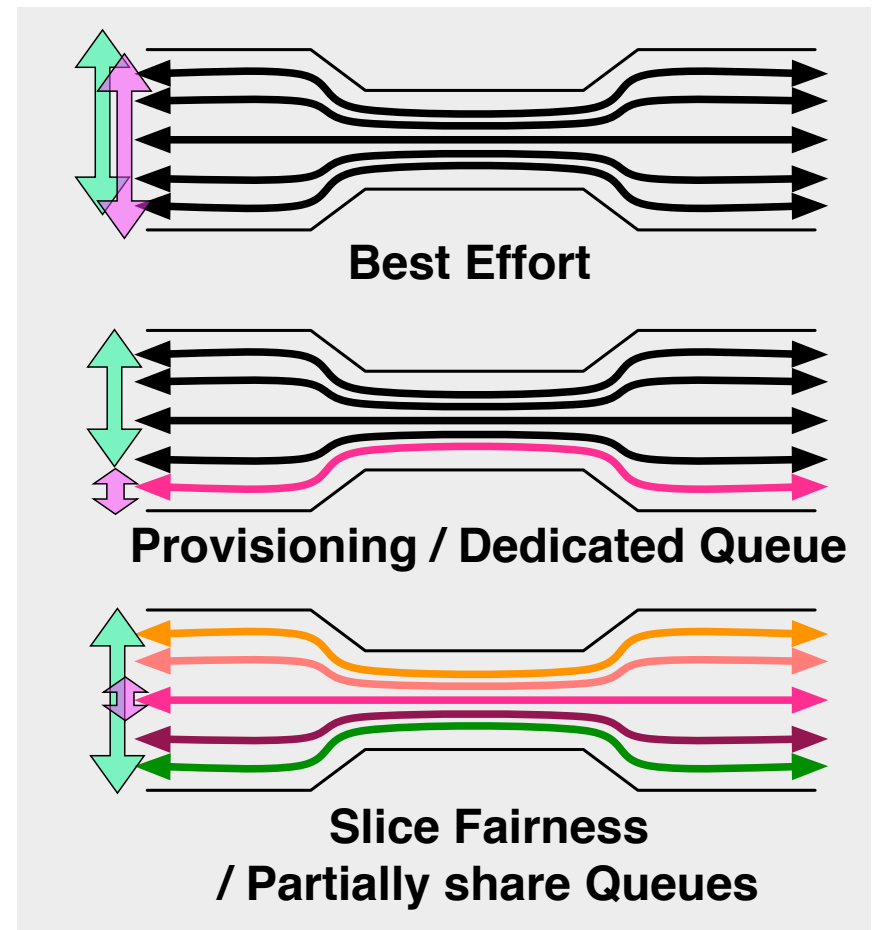 Best Effort
Provisioning / Dedicated Queue
Slice Fairness
/ Partially share Queues